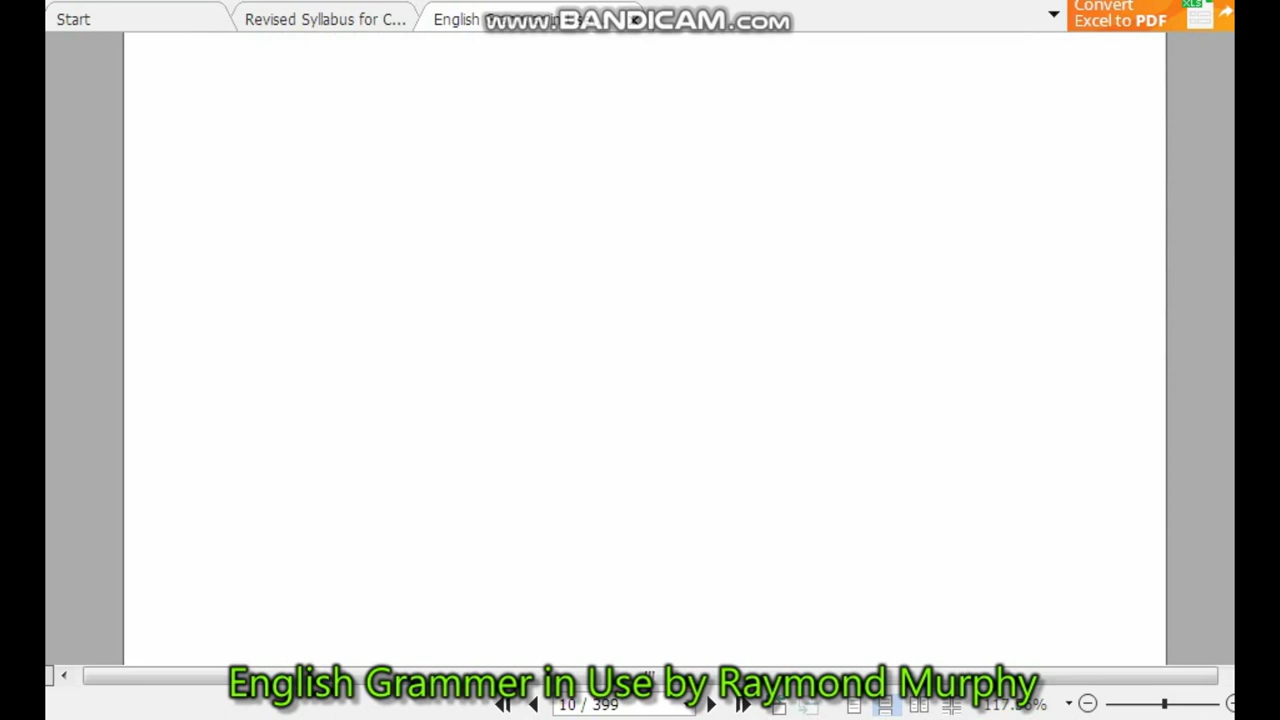 Start
Revised Syllabus for C...
English
www.BANDICAM.com
Convert
Excel to PDF
XLS
English Grammer in Use by Raymond Murphy
10 / 399